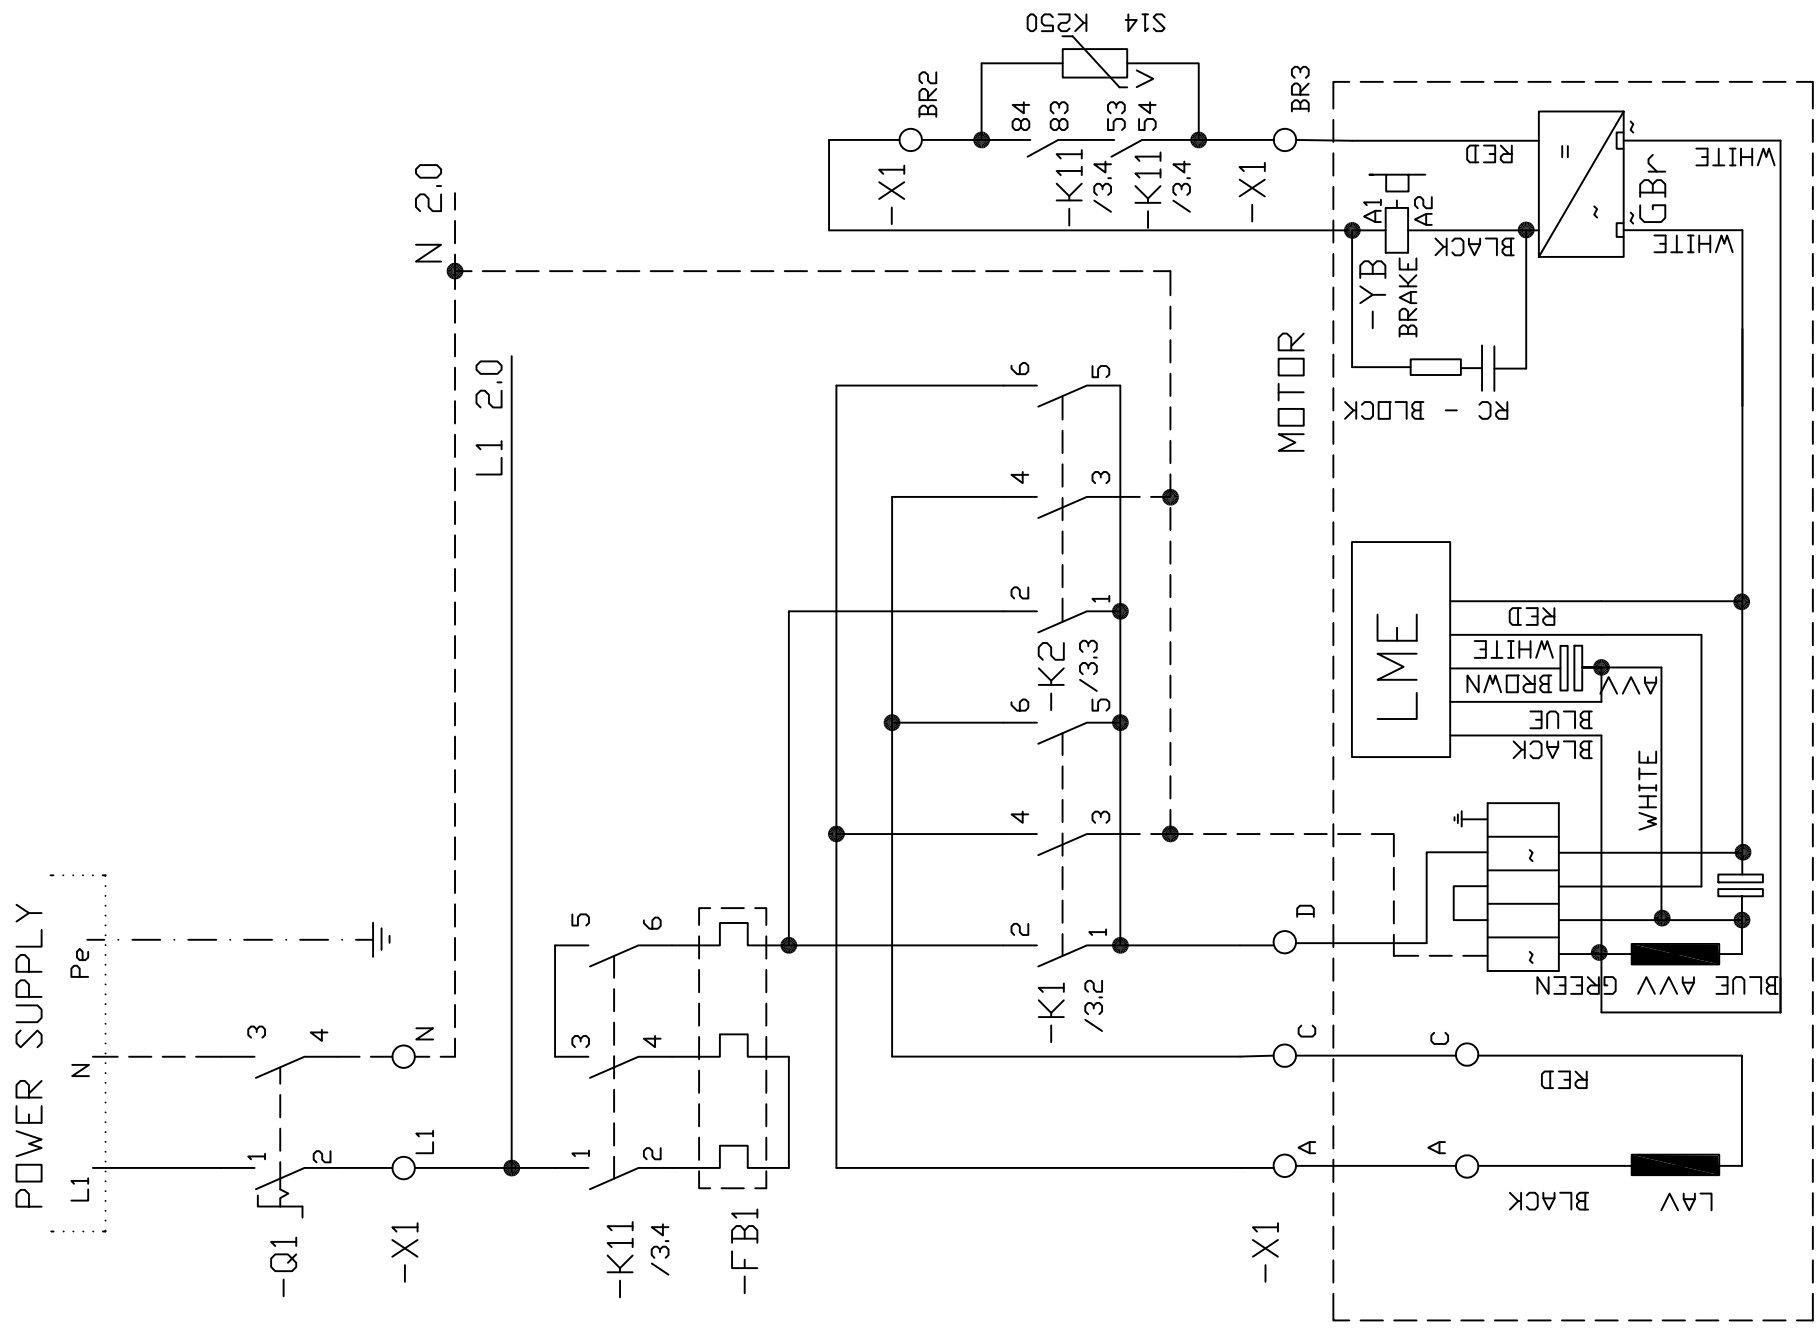 POWER SUPPLY
L1
N
Pe
-Q1
1
2
3
4
-X1
L1
N
N 2.0
L1 2.0
-K11
/3.4
1
2
3
4
5
6
-FB1
-K1
/3.2
2
1
4
3
6
5
-K2
/3.3
2
1
4
3
6
5
-X1
A
C
D
-X1
BR2
S14 K250
V
84
83
53
54
-K11
/3.4
-K11
/3.4
-X1
BR3
MOTOR
RED
A1
A2
BLACK
-YB
BRAKE
RC - BLOCK
=
~
~
~
GBr
WHITE
WHITE
LME
RED
WHITE
BROWN
BLUE
BLACK
AVV
WHITE
~
~
GREEN
AVV
BLUE
A
C
RED
BLACK
LAV